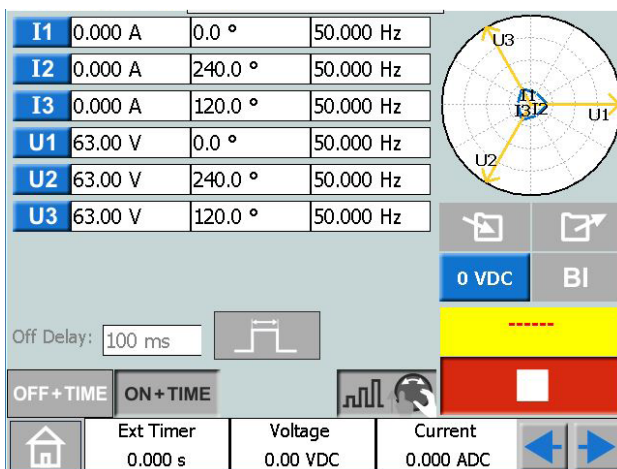 I1 0.000 A 0.0 ° 50.000 Hz
I2 0.000 A 240.0 ° 50.000 Hz
I3 0.000 A 120.0 ° 50.000 Hz
U1 63.00 V 0.0 ° 50.000 Hz
U2 63.00 V 240.0 ° 50.000 Hz
U3 63.00 V 120.0 ° 50.000 Hz
U3
I1
I3 I2
U1
U2
0 VDC BI
Off Delay: 100 ms
------
OFF+TIME ON+TIME
Ext Timer Voltage Current
0.000 s 0.00 VDC 0.000 ADC